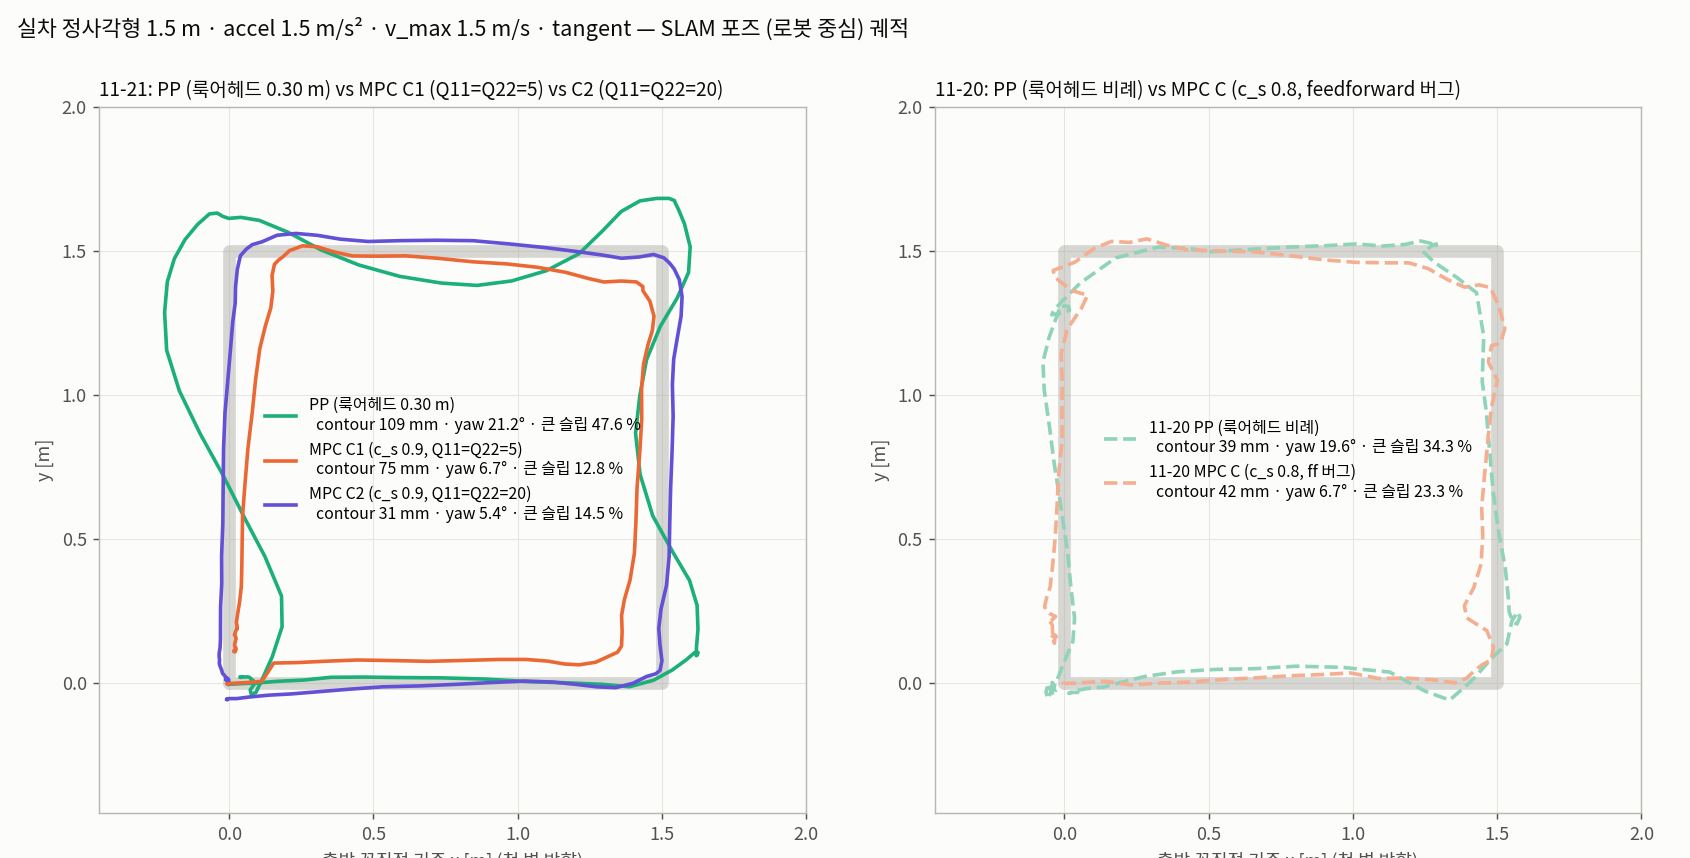 실차 정사각형 1.5 m · accel 1.5 m/s² · v_max 1.5 m/s · tangent — SLAM 포즈 (로봇 중심) 궤적
11-21: PP (룩어헤드 0.30 m) vs MPC C1 (Q11=Q22=5) vs C2 (Q11=Q22=20)
2.0
1.5
1.0
0.5
0.0
y [m]
PP (룩어헤드 0.30 m)
contour 109 mm · yaw 21.2° · 큰 슬립 47.6 %
MPC C1 (c_s 0.9, Q11=Q22=5)
contour 75 mm · yaw 6.7° · 큰 슬립 12.8 %
MPC C2 (c_s 0.9, Q11=Q22=20)
contour 31 mm · yaw 5.4° · 큰 슬립 14.5 %
0.0 0.5 1.0 1.5 2.0
11-20: PP (룩어헤드 비례) vs MPC C (c_s 0.8, feedforward 버그)
2.0
1.5
1.0
0.5
0.0
y [m]
11-20 PP (룩어헤드 비례)
contour 39 mm · yaw 19.6° · 큰 슬립 34.3 %
11-20 MPC C (c_s 0.8, ff 버그)
contour 42 mm · yaw 6.7° · 큰 슬립 23.3 %
0.0 0.5 1.0 1.5 2.0